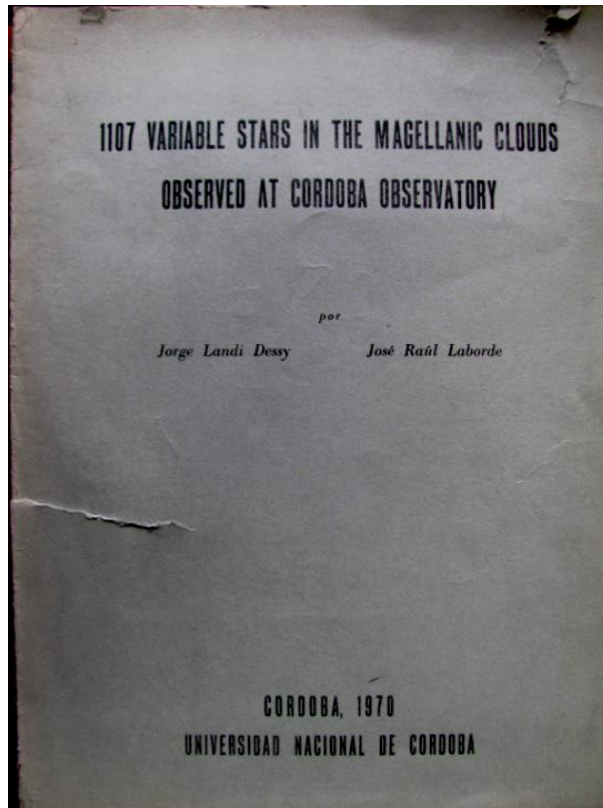 1107 VARIABLE STARS IN THE MAGELLANIC CLOUDS
OBSERVED AT CORDOBA OBSERVATORY
por
Jorge Landi Dessy José Raúl Laborde
CORDOBA, 1970
UNIVERSIDAD NACIONAL DE CORDOBA